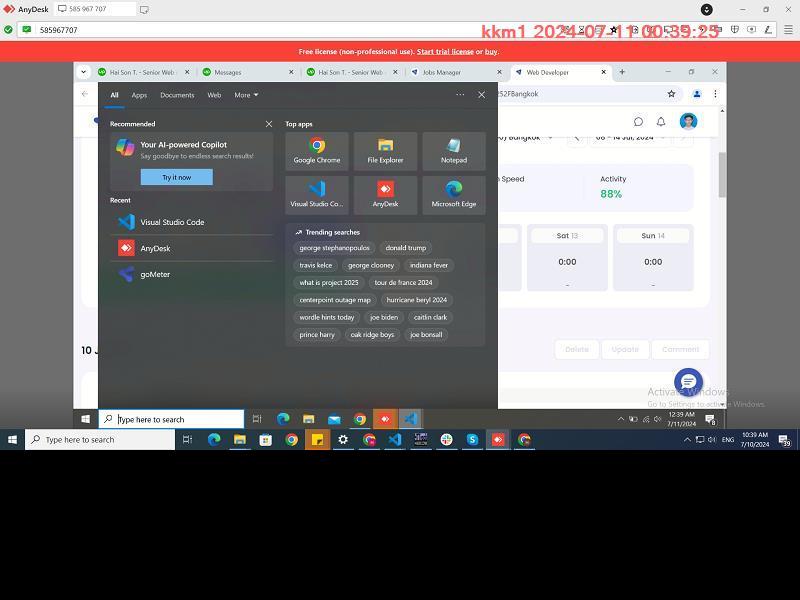 AnyDesk
585 967 707
585967707
kkm1 2024-07-11 00:39:25
Free license (non-professional use). Start trial license or buy.
Hai Son T. - Senior Web
Messages
Hai Son T. - Senior Web
Jobs Manager
Web Developer
252FBangkok
All
Apps
Documents
Web
More
Recommended
Your AI-powered Copilot
Say goodbye to endless search results!
Try it now
Recent
Visual Studio Code
AnyDesk
goMeter
Top apps
Google Chrome
File Explorer
Notepad
Visual Studio Co...
AnyDesk
Microsoft Edge
Trending searches
george stephanopoulos
donald trump
travis kelce
george clooney
indiana fever
what is project 2025
tour de france 2024
centerpoint outage map
hurricane beryl 2024
wordle hints today
joe biden
caitlin clark
prince harry
oak ridge boys
joe bonsall
Bangkok
08 - 14 Jul, 2024
Speed
Activity
88%
Sat 13
Sun 14
0:00
0:00
-
-
10 J
Delete
Update
Comment
Activate Windows
Go to Settings to activate Windows.
Type here to search
12:39 AM
7/11/2024
Type here to search
ENG
10:39 AM
7/10/2024
39